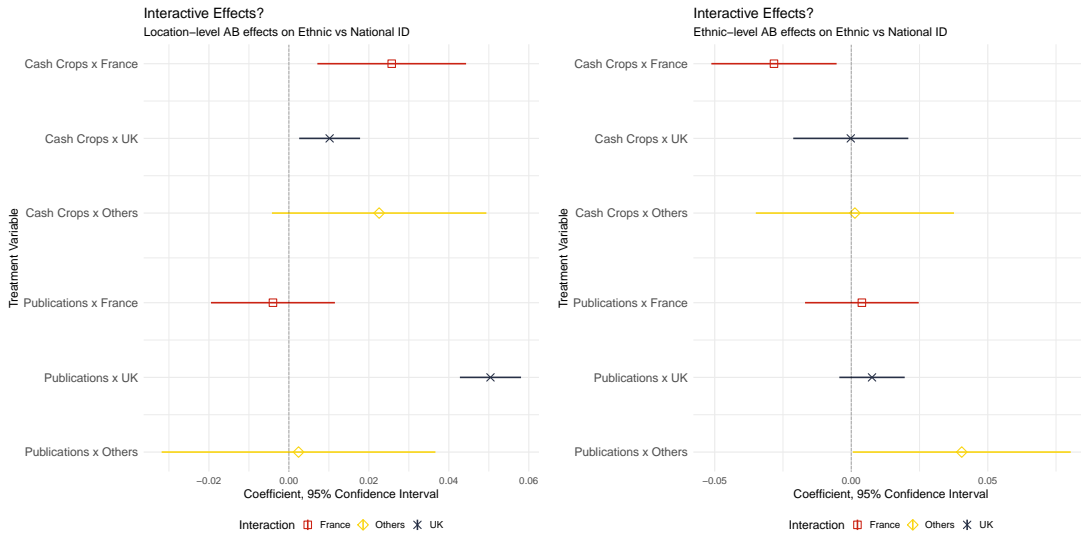 Interactive Effects?
Location−level AB effects on Ethnic vs National ID
Treatment Variable
Cash Crops x France
Cash Crops x UK
Cash Crops x Others
Publications x France
Publications x UK
Publications x Others
−0.02 0.00 0.02 0.04 0.06
Coefficient, 95% Confidence Interval
Interaction France Others UK
Interactive Effects?
Ethnic−level AB effects on Ethnic vs National ID
Treatment Variable
Cash Crops x France
Cash Crops x UK
Cash Crops x Others
Publications x France
Publications x UK
Publications x Others
−0.05 0.00 0.05
Coefficient, 95% Confidence Interval
Interaction France Others UK